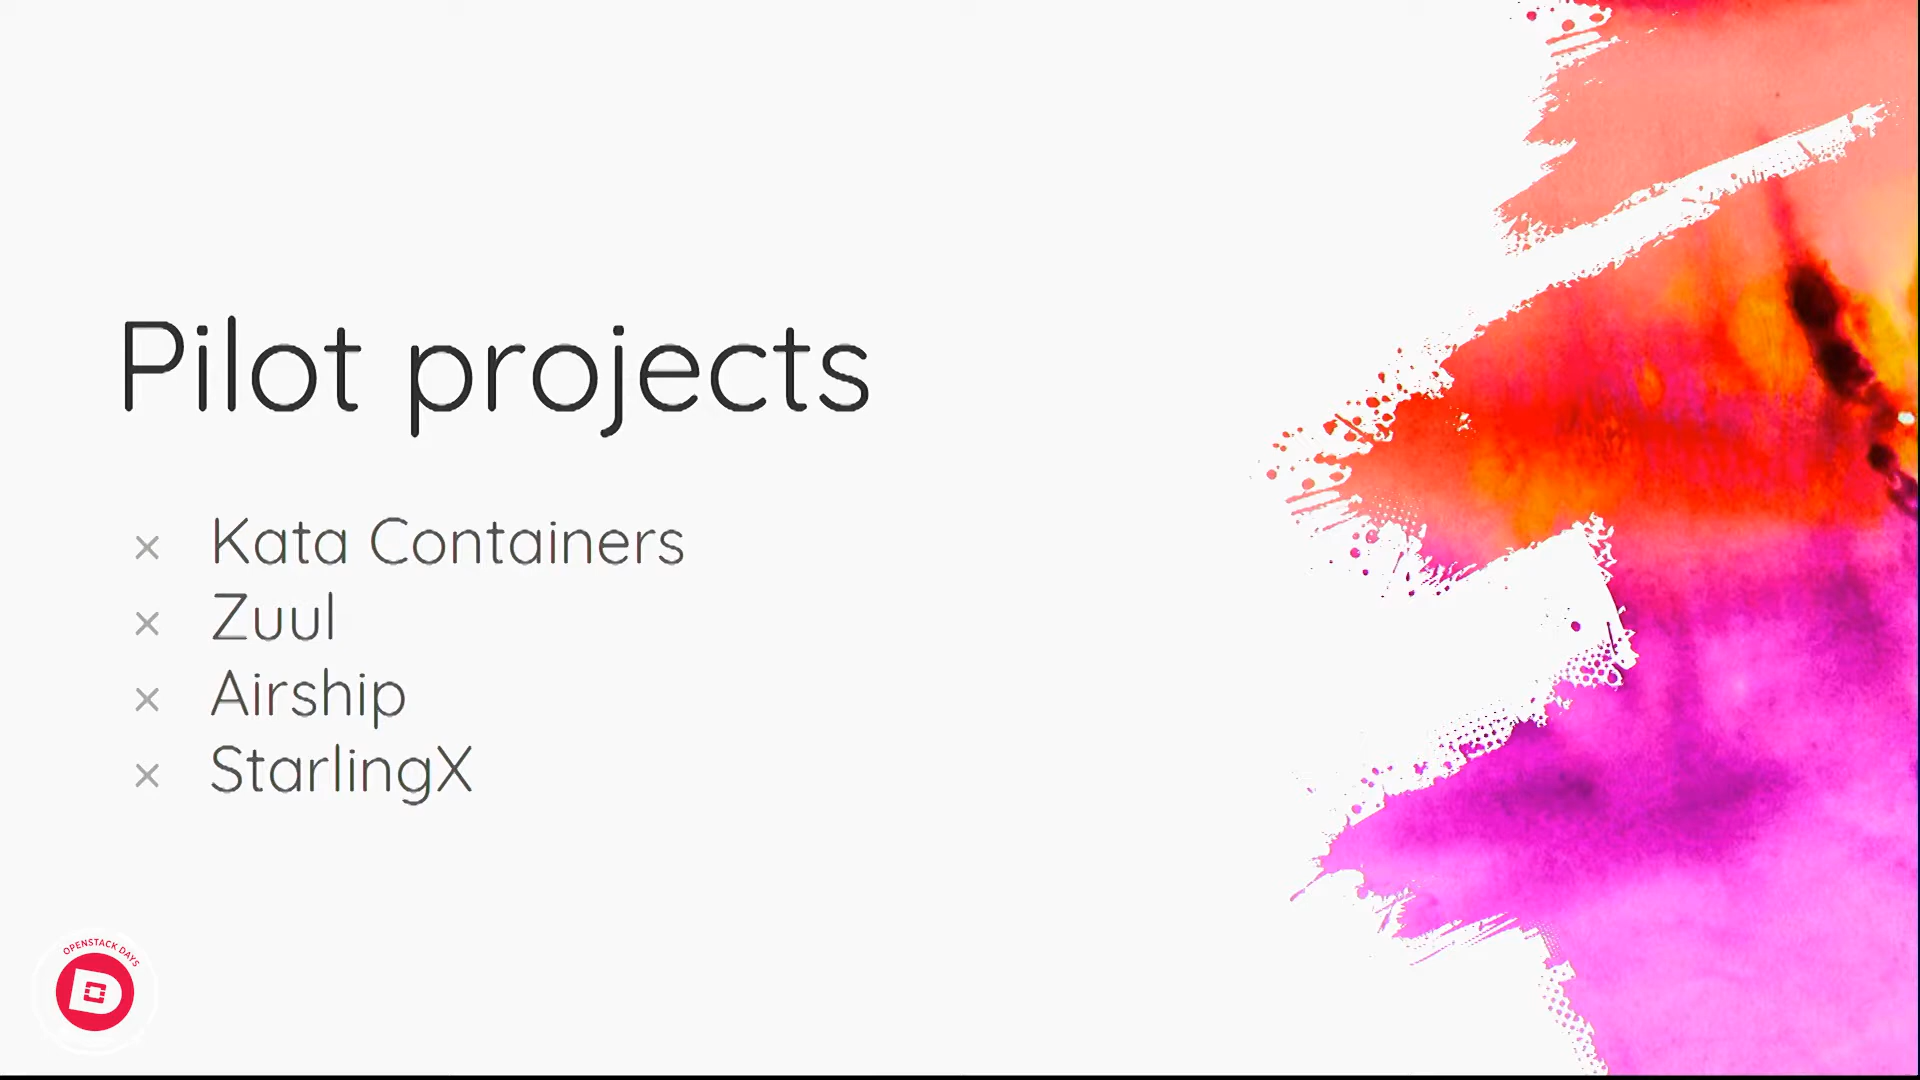 Pilot projects
× Kata Containers
× Zuul
× Airship
× StarlingX
OPENSTACK DAYS